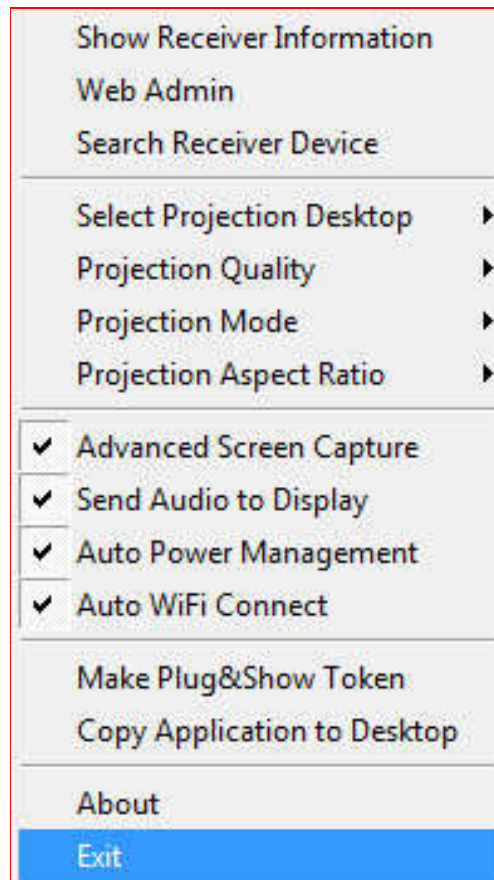 Show Receiver Information
Web Admin
Search Receiver Device
Select Projection Desktop
Projection Quality
Projection Mode
Projection Aspect Ratio
Advanced Screen Capture
Send Audio to Display
Auto Power Management
Auto WiFi Connect
Make Plug&Show Token
Copy Application to Desktop
About
Exit